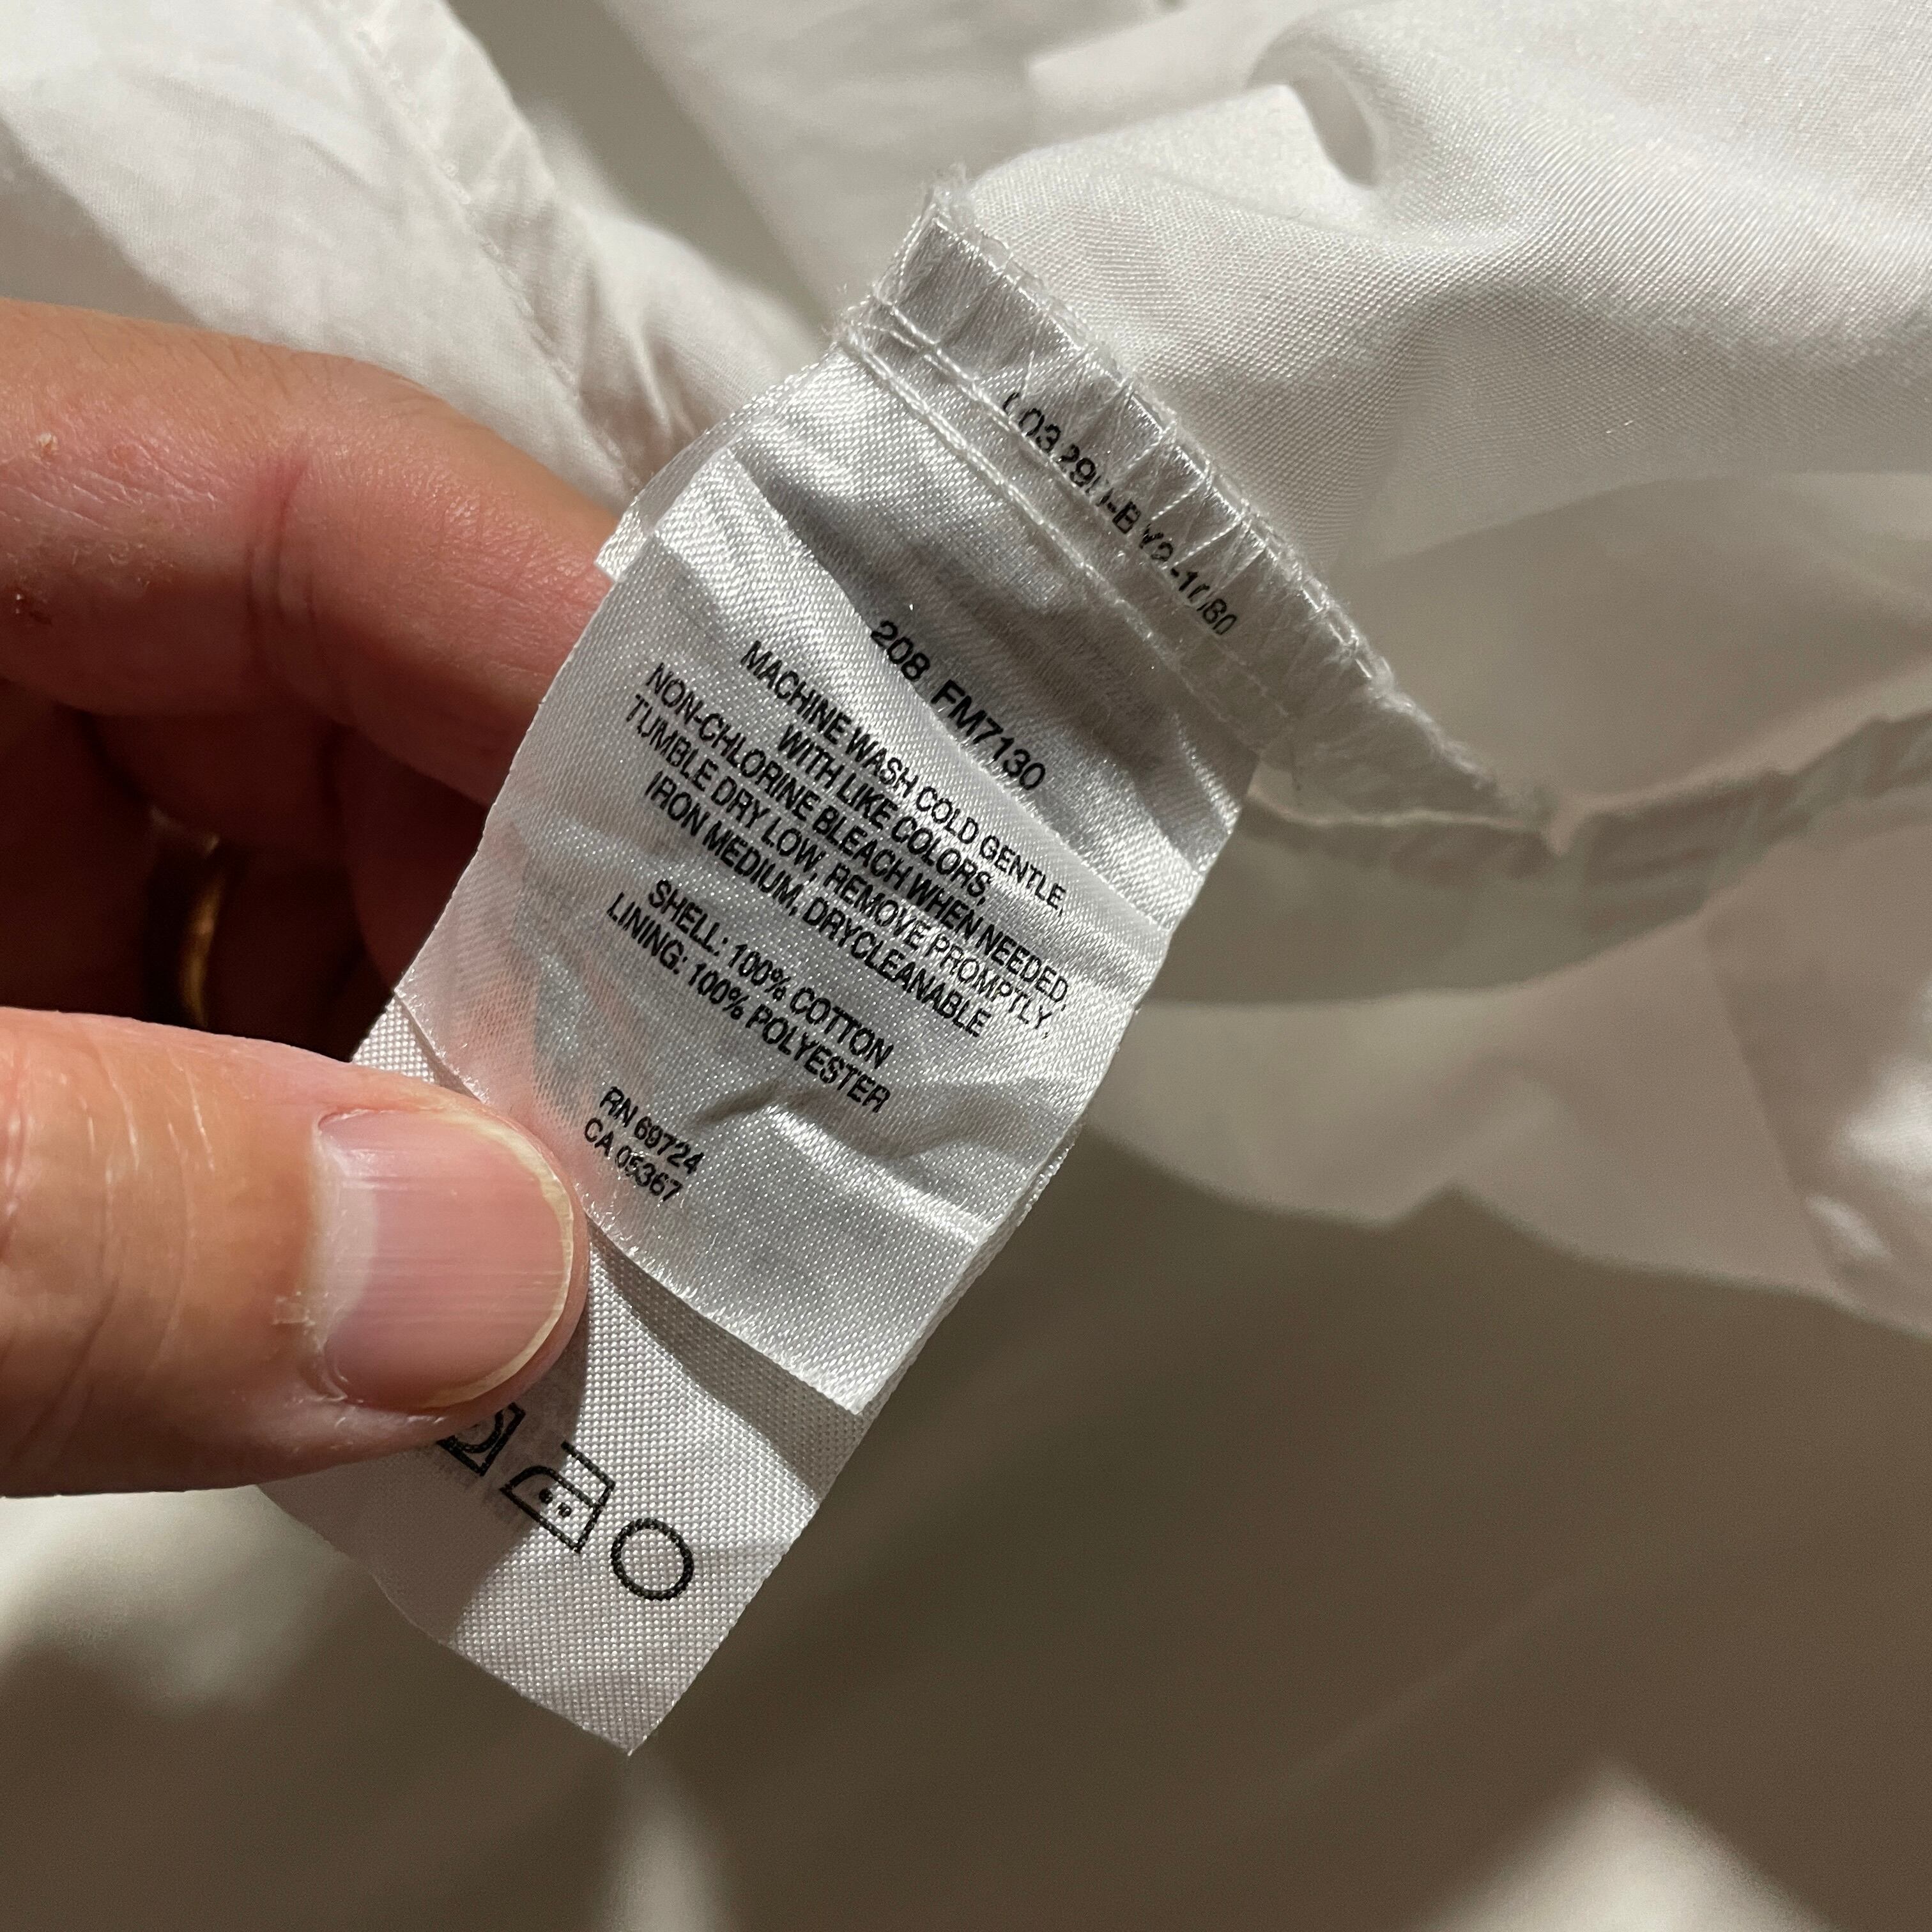 208 FM7130
MACHINE WASH COLD GENTLE,
WITH LIKE COLORS,
NON-CHLORINE BLEACH WHEN NEEDED,
TUMBLE DRY LOW, REMOVE PROMPTLY,
IRON MEDIUM, DRYCLEANABLE
SHELL: 100% COTTON
LINING: 100% POLYESTER
RN 69724
CA 05367